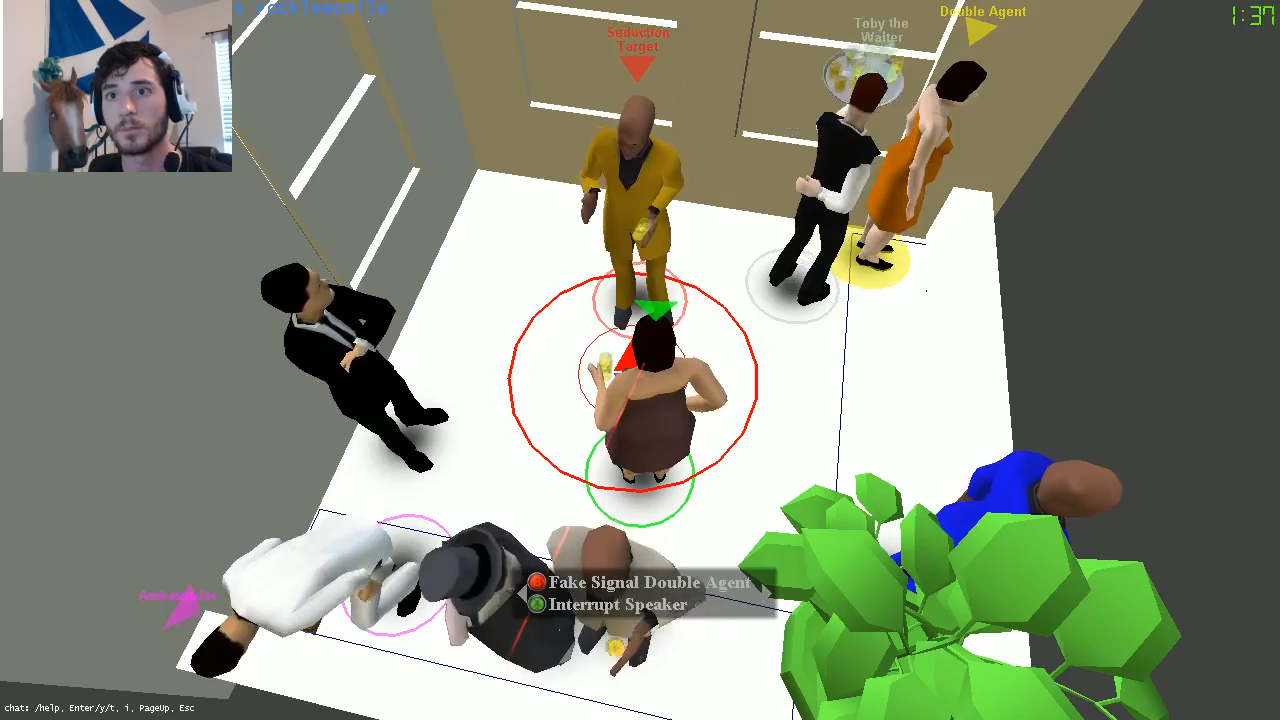 s rockleesmile
1:37
Double Agent
Toby the
Waiter
Seduction
Target
Fake Signal Double Agent
Interrupt Speaker
chat: /help, Enter/y/t, i, PageUp, Esc